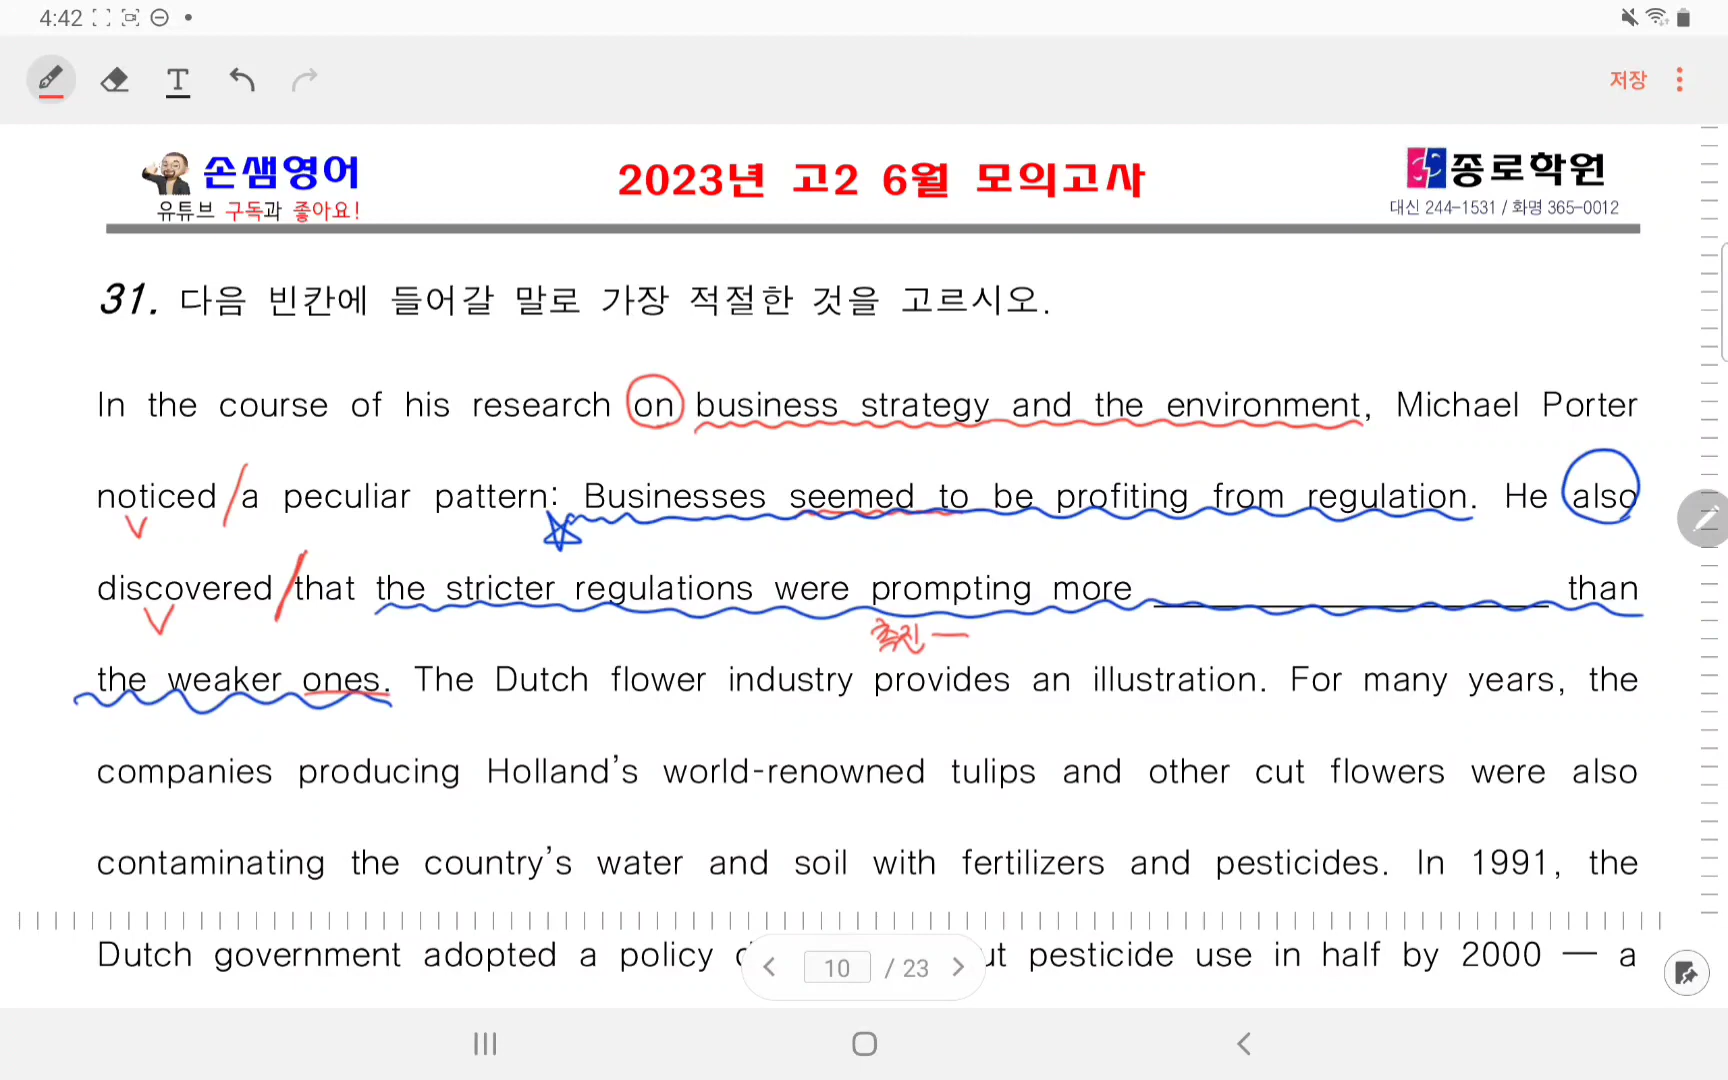 4:42
T
저장
손샘영어
유튜브 구독과 좋아요!
2023년 고2 6월 모의고사
종로학원
대신 244-1531 / 화명 365-0012
31. 다음 빈칸에 들어갈 말로 가장 적절한 것을 고르시오.
In the course of his research on business strategy and the environment, Michael Porter
noticed / a peculiar pattern: Businesses seemed to be profiting from regulation. He also
discovered / that the stricter regulations were prompting more ____ than
촉진
the weaker ones. The Dutch flower industry provides an illustration. For many years, the
companies producing Holland's world-renowned tulips and other cut flowers were also
contaminating the country's water and soil with fertilizers and pesticides. In 1991, the
Dutch government adopted a policy pesticide use in half by 2000 — a
10 / 23